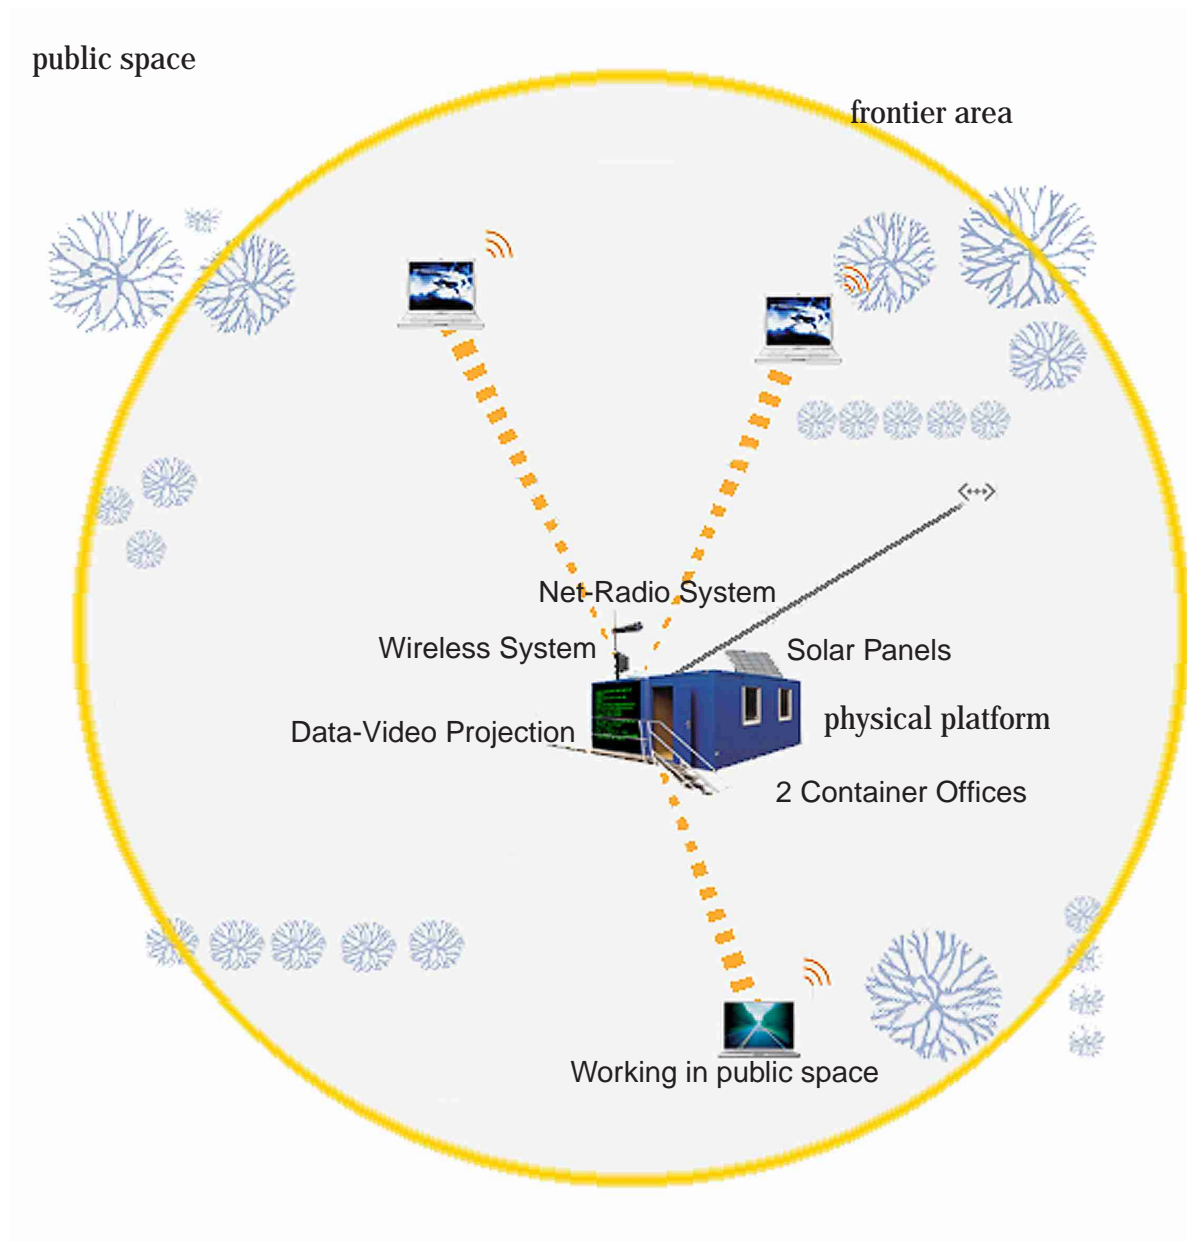 public space
frontier area
Net-Radio System
Wireless System
Solar Panels
physical platform
Data-Video Projection
2 Container Offices
Working in public space